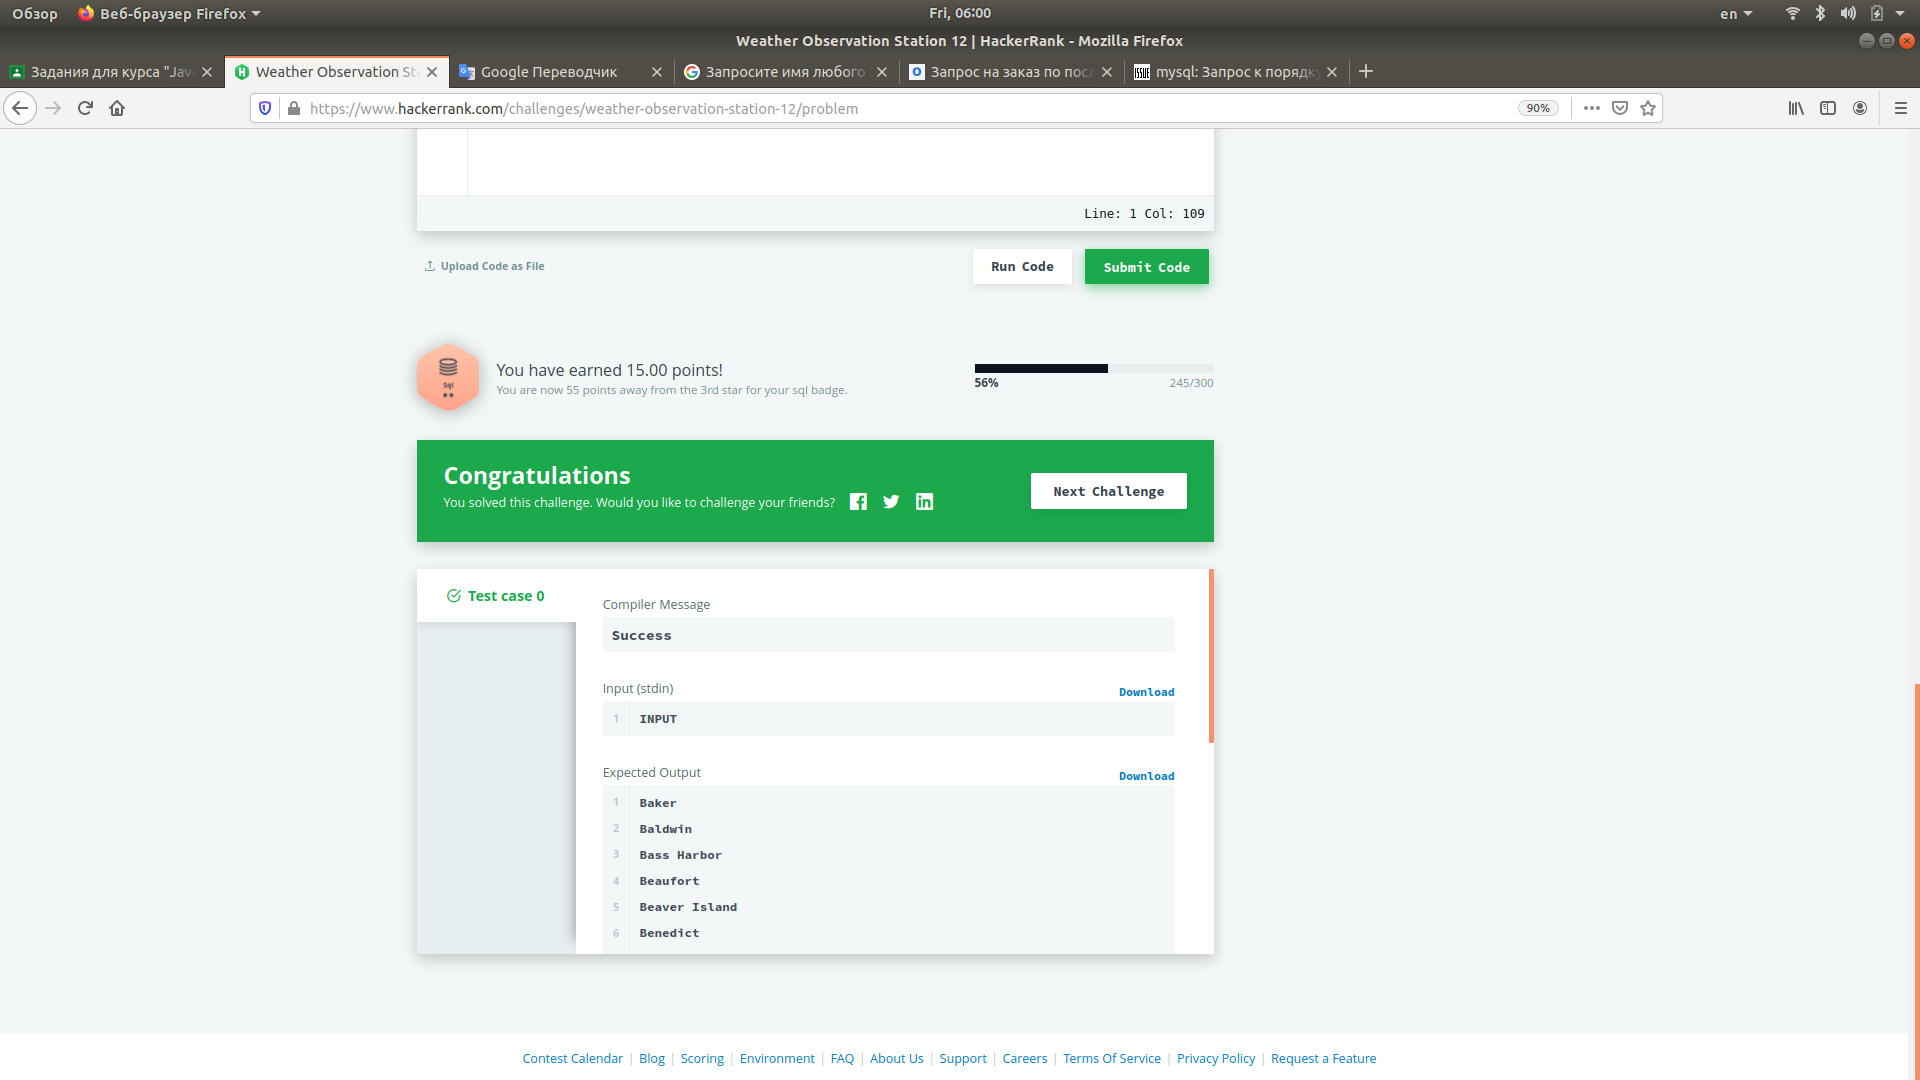 Обзор Веб-браузер Firefox Fri, 06:00 en
Weather Observation Station 12 | HackerRank - Mozilla Firefox
Задания для курса "Jav Weather Observation St Google Переводчик Запросите имя любого Запрос на заказ по пос mysql: Запрос к порядк
https://www.hackerrank.com/challenges/weather-observation-station-12/problem 90%
Line: 1 Col: 109
Upload Code as File Run Code Submit Code
Sql
You have earned 15.00 points!
You are now 55 points away from the 3rd star for your sql badge.
56% 245/300
Congratulations
You solved this challenge. Would you like to challenge your friends?
Next Challenge
Test case 0
Compiler Message
Success
Input (stdin) Download
1 INPUT
Expected Output Download
1 Baker
2 Baldwin
3 Bass Harbor
4 Beaufort
5 Beaver Island
6 Benedict
Contest Calendar | Blog | Scoring | Environment | FAQ | About Us | Support | Careers | Terms Of Service | Privacy Policy | Request a Feature